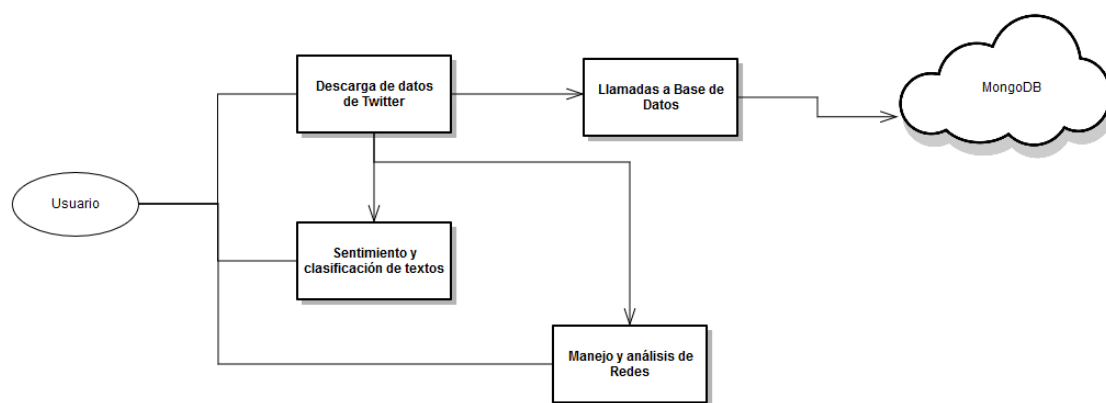 Descarga de datos
de Twitter
Llamadas a Base de
Datos
MongoDB
Usuario
Sentimiento y
clasificación de textos
Manejo y análisis de
Redes